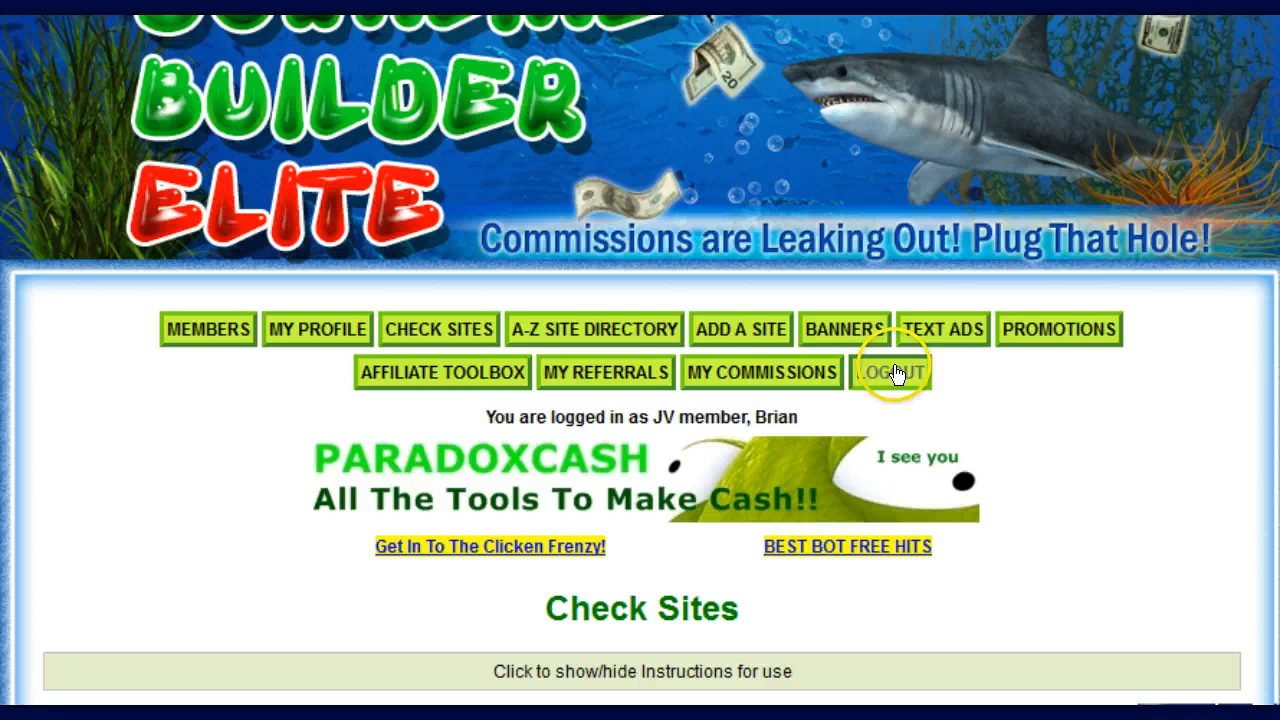 BUILDER
ELITE
20
Commissions are Leaking Out! Plug That Hole!
MEMBERS MY PROFILE CHECK SITES A-Z SITE DIRECTORY ADD A SITE BANNERS TEXT ADS PROMOTIONS
AFFILIATE TOOLBOX MY REFERRALS MY COMMISSIONS LOGOUT
You are logged in as JV member, Brian
PARADOXCASH I see you
All The Tools To Make Cash!!
Get In To The Clicken Frenzy! BEST BOT FREE HITS
Check Sites
Click to show/hide Instructions for use